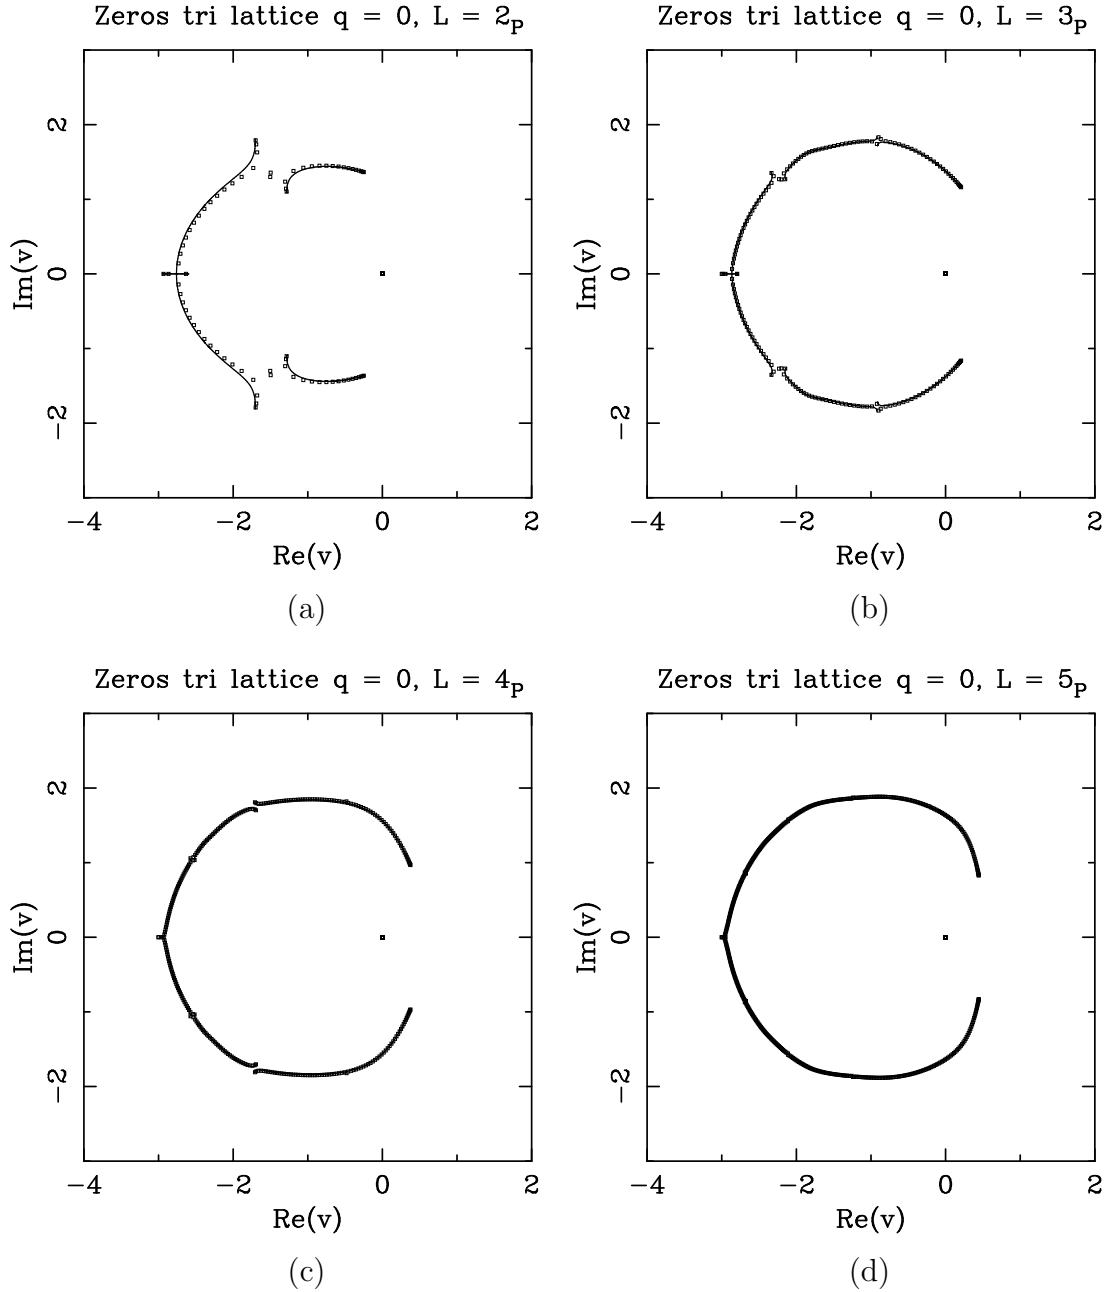 Zeros tri lattice q = 0, L = 2P
Zeros tri lattice q = 0, L = 3P
2
0
−2
Im(v)
−4
−2
0
2
Re(v)
(a)
2
0
−2
Im(v)
−4
−2
0
2
Re(v)
(b)
Zeros tri lattice q = 0, L = 4P
Zeros tri lattice q = 0, L = 5P
2
0
−2
Im(v)
−4
−2
0
2
Re(v)
(c)
2
0
−2
Im(v)
−4
−2
0
2
Re(v)
(d)